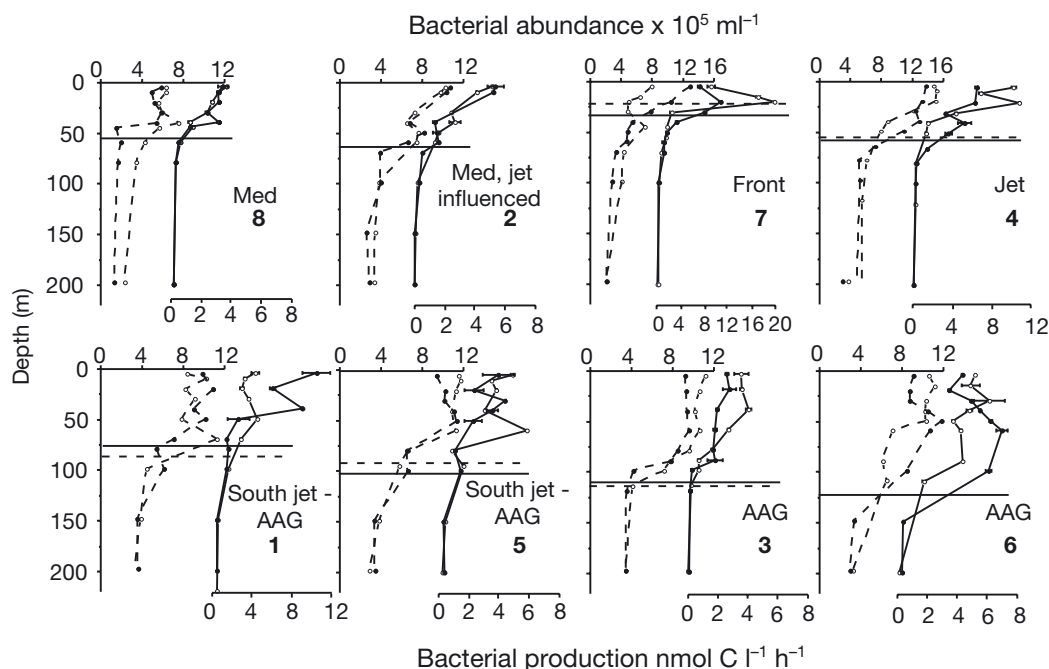 Bacterial abundance x 10⁵ ml⁻¹
0 4 8 12
0 4 8 12
0 4 8 12 16
0 4 8 12 16
0
50
100
150
200
Med
8
Med, jet
influenced
2
Front
7
Jet
4
0 2 4 6 8
0 2 4 6 8
0 4 8 12 16 20
0 4 8 12
Depth (m)
0 4 8 12
0 4 8 12
0 4 8 12
0 4 8 12 16
0
50
100
150
200
South jet -
AAG
1
South jet -
AAG
5
AAG
3
AAG
6
0 2 4 6 8 12
0 2 4 6 8
0 2 4 6 8
0 2 4 6 8
Bacterial production nmol C l⁻¹ h⁻¹